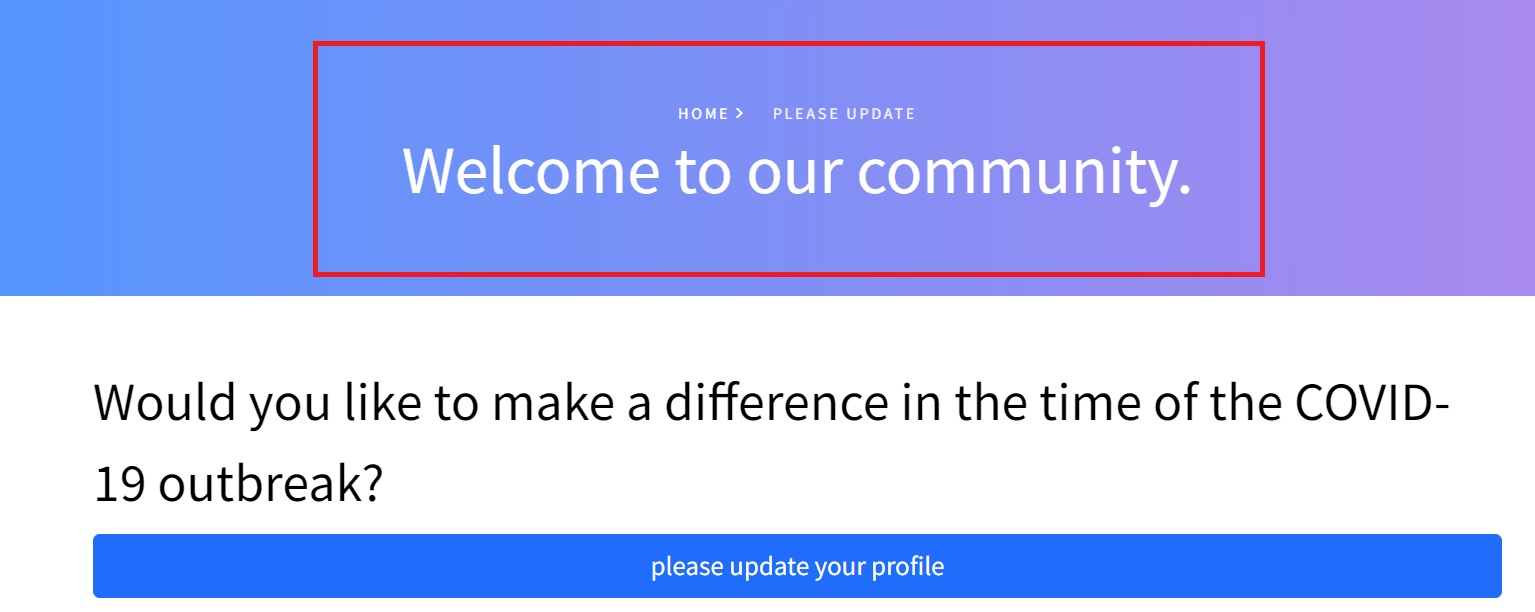 HOME > PLEASE UPDATE
Welcome to our community.
Would you like to make a difference in the time of the COVID-
19 outbreak?
please update your profile